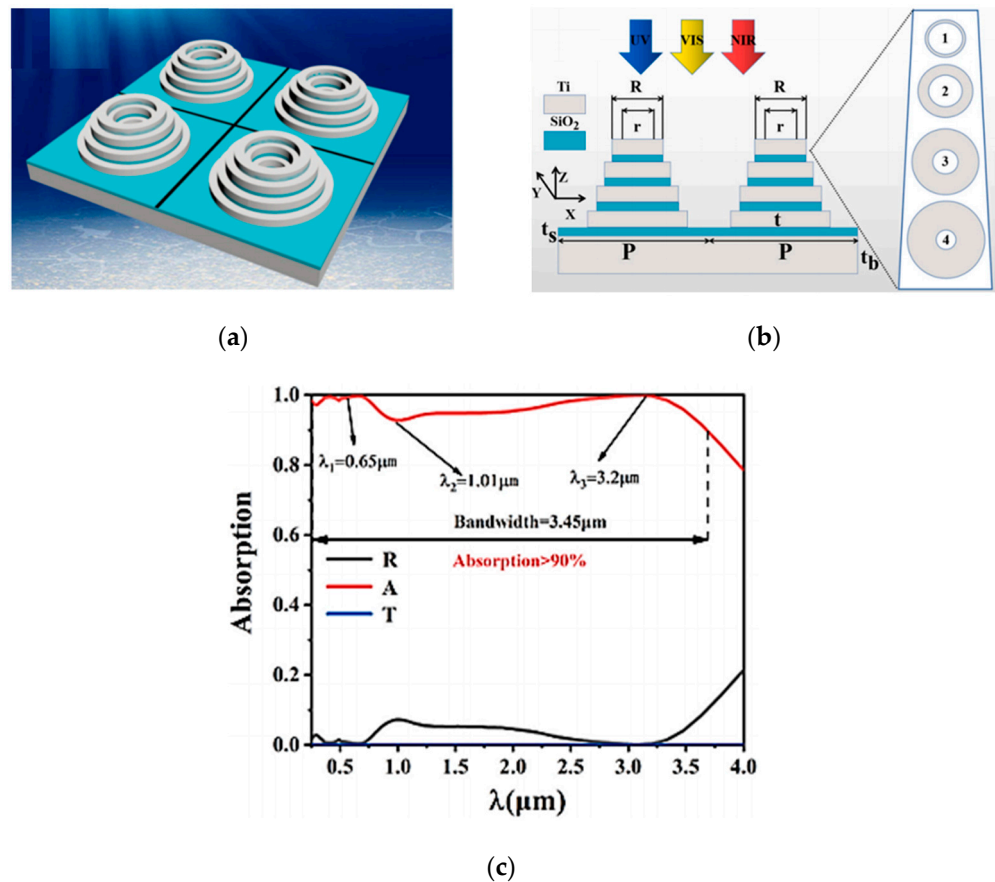 UV VIS NIR
R R
r r
Ti
SiO2
Z
Y
X
t
ts
P P
tb
1
2
3
4
(a) (b)
1.0
0.8
0.6
0.4
0.2
0.0
Absorption
λ1=0.65μm
λ2=1.01μm
λ3=3.2μm
Bandwidth=3.45μm
Absorption>90%
R
A
T
0.5 1.0 1.5 2.0 2.5 3.0 3.5 4.0
λ(μm)
(c)